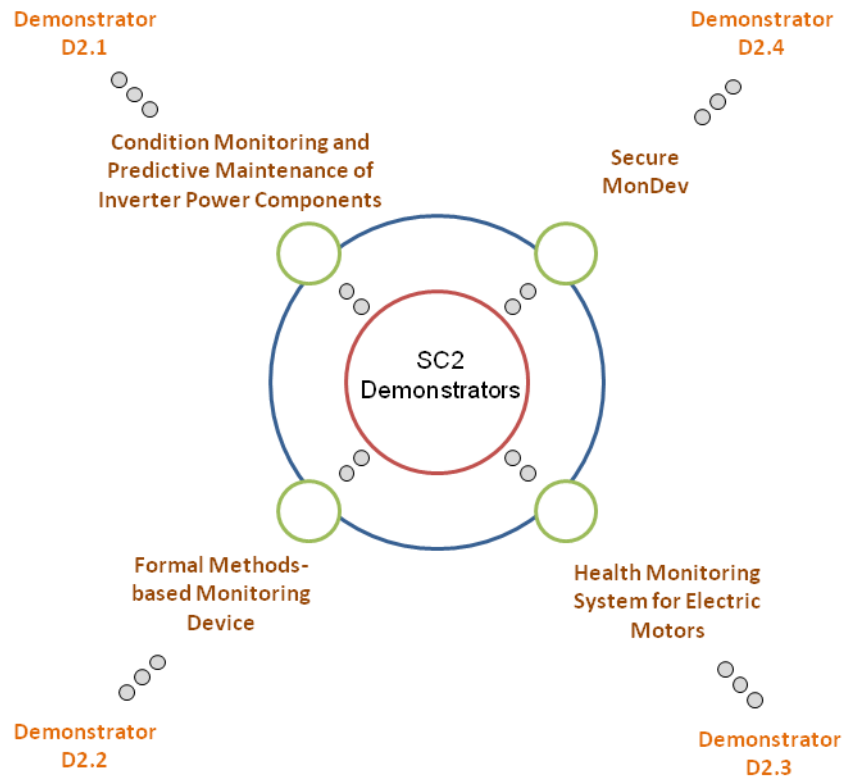 Demonstrator
D2.1
Demonstrator
D2.4
Condition Monitoring and
Predictive Maintenance of
Inverter Power Components
Secure
MonDev
SC2
Demonstrators
Formal Methods-
based Monitoring
Device
Health Monitoring
System for Electric
Motors
Demonstrator
D2.2
Demonstrator
D2.3